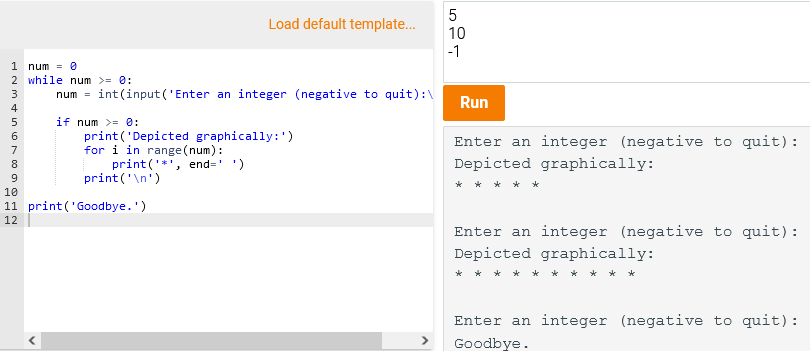 Load default template...
1 num = 0
2 while num >= 0:
3     num = int(input('Enter an integer (negative to quit):\
4
5     if num >= 0:
6         print('Depicted graphically:')
7         for i in range(num):
8             print('*', end=' ')
9         print('\n')
10
11 print('Goodbye.')
12
5
10
-1
Run
Enter an integer (negative to quit):
Depicted graphically:
* * * * *
Enter an integer (negative to quit):
Depicted graphically:
* * * * * * * * * *
Enter an integer (negative to quit):
Goodbye.